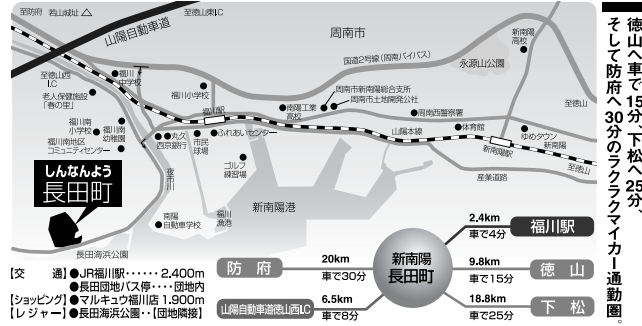 徳山へ車で15分、下松へ25分、
そして防府へ30分のラクラクマイカー通勤圏。
至防府
若山城址
至徳山東I.C
山陽自動車道
周南市
新南陽
高校
国道2号線（周南バイパス）
永源山公園
至徳山西
I.C
福川
中学校
老人保健施設
「春の里」
福川小学校
福川駅
南陽工業
高校
周南市新南陽総合支所
周南市土地開発公社
周南西警察署
至徳山
福川南
小学校
福川南
幼稚園
福川南地区
コミュニティセンター
丸久
西京銀行
市民
球場
ふれあいセンター
山陽本線
体育館
新南陽駅
ゆめタウン
新南陽
至徳山
産業道路
ゴルフ
練習場
夜市川
しんなんよう
長田町
南陽
自動車学校
福川
漁港
新南陽港
長田海浜公園
【交　通】●JR福川駅‥‥‥2.400m
●長田団地バス停‥‥団地内
【ショッピング】●マルキュウ福川店 1.900m
【レジャー】●長田海浜公園‥【団地隣接】
新南陽
長田町
2.4km
車で4分
福川駅
防府
20km
車で30分
9.8km
車で15分
徳山
山陽自動車道徳山西I.C
6.5km
車で8分
18.8km
車で25分
下松